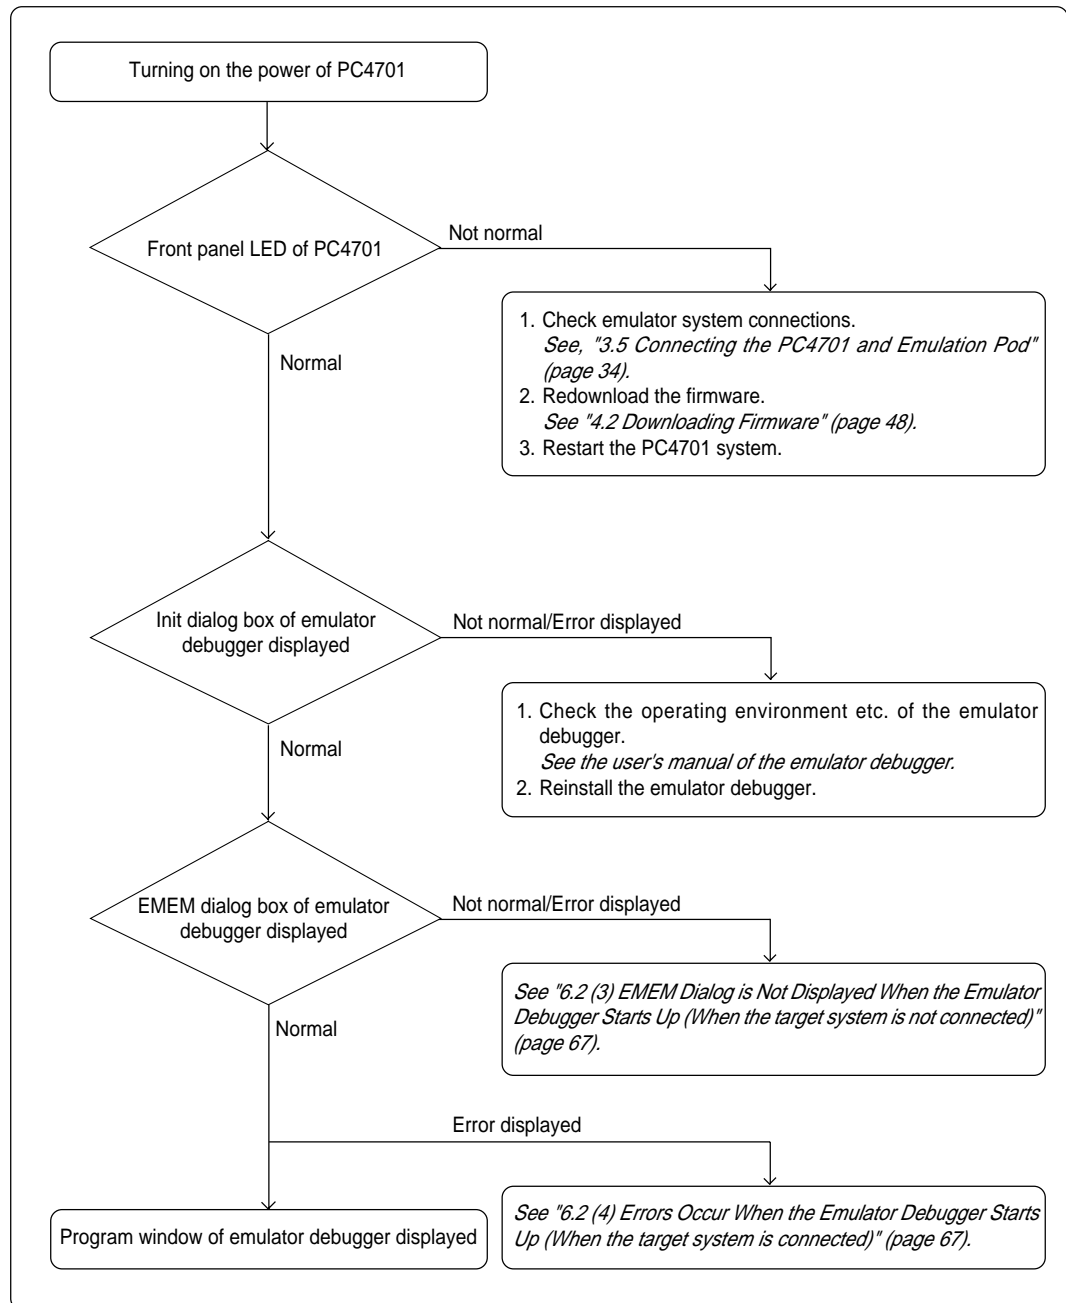 Turning on the power of PC4701
Front panel LED of PC4701
Not normal
1. Check emulator system connections.
See, "3.5 Connecting the PC4701 and Emulation Pod"
(page 34).
2. Redownload the firmware.
See "4.2 Downloading Firmware" (page 48).
3. Restart the PC4701 system.
Normal
Init dialog box of emulator
debugger displayed
Not normal/Error displayed
1. Check the operating environment etc. of the emulator
debugger.
See the user's manual of the emulator debugger.
2. Reinstall the emulator debugger.
Normal
EMEM dialog box of emulator
debugger displayed
Not normal/Error displayed
See "6.2 (3) EMEM Dialog is Not Displayed When the Emulator
Debugger Starts Up (When the target system is not connected)"
(page 67).
Normal
Error displayed
See "6.2 (4) Errors Occur When the Emulator Debugger Starts
Up (When the target system is connected)" (page 67).
Program window of emulator debugger displayed